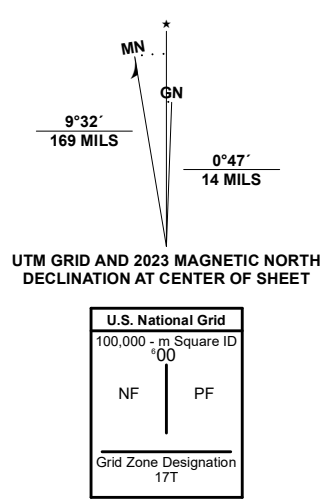 ★
MN
GN
9°32´
169 MILS
0°47´
14 MILS
UTM GRID AND 2023 MAGNETIC NORTH
DECLINATION AT CENTER OF SHEET
U.S. National Grid
100,000 - m Square ID
⁶00
NF PF
Grid Zone Designation
17T